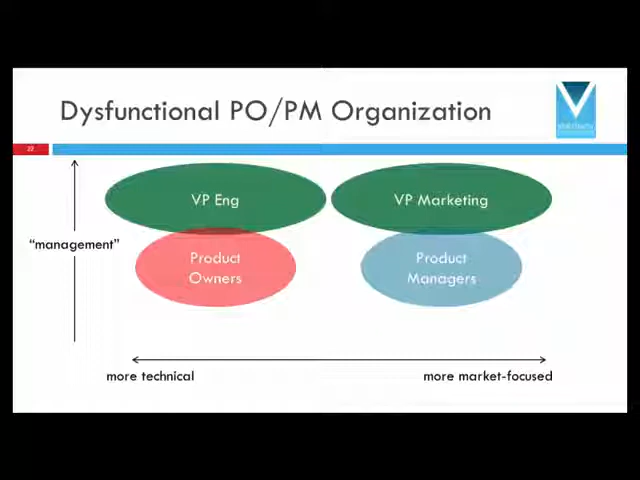 Dysfunctional PO/PM Organization
VP Eng
VP Marketing
"management"
Product
Owners
Product
Managers
more technical
more market-focused